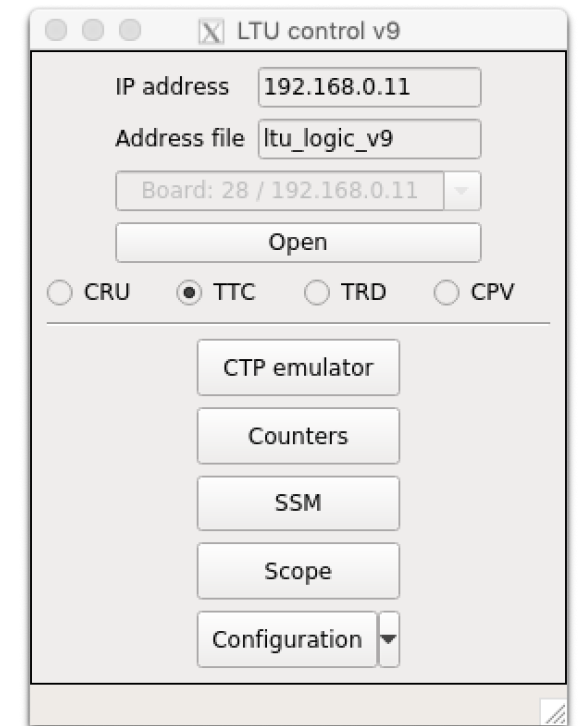 LTU control v9
IP address 192.168.0.11
Address file ltu_logic_v9
Board: 28 / 192.168.0.11
Open
CRU TTC TRD CPV
CTP emulator
Counters
SSM
Scope
Configuration